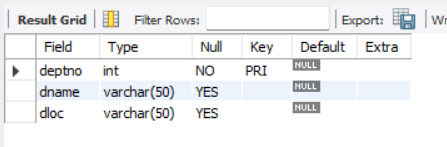 Result Grid Filter Rows: Export: Wr
Field Type Null Key Default Extra
deptno int NO PRI NULL
dname varchar(50) YES NULL
dloc varchar(50) YES NULL